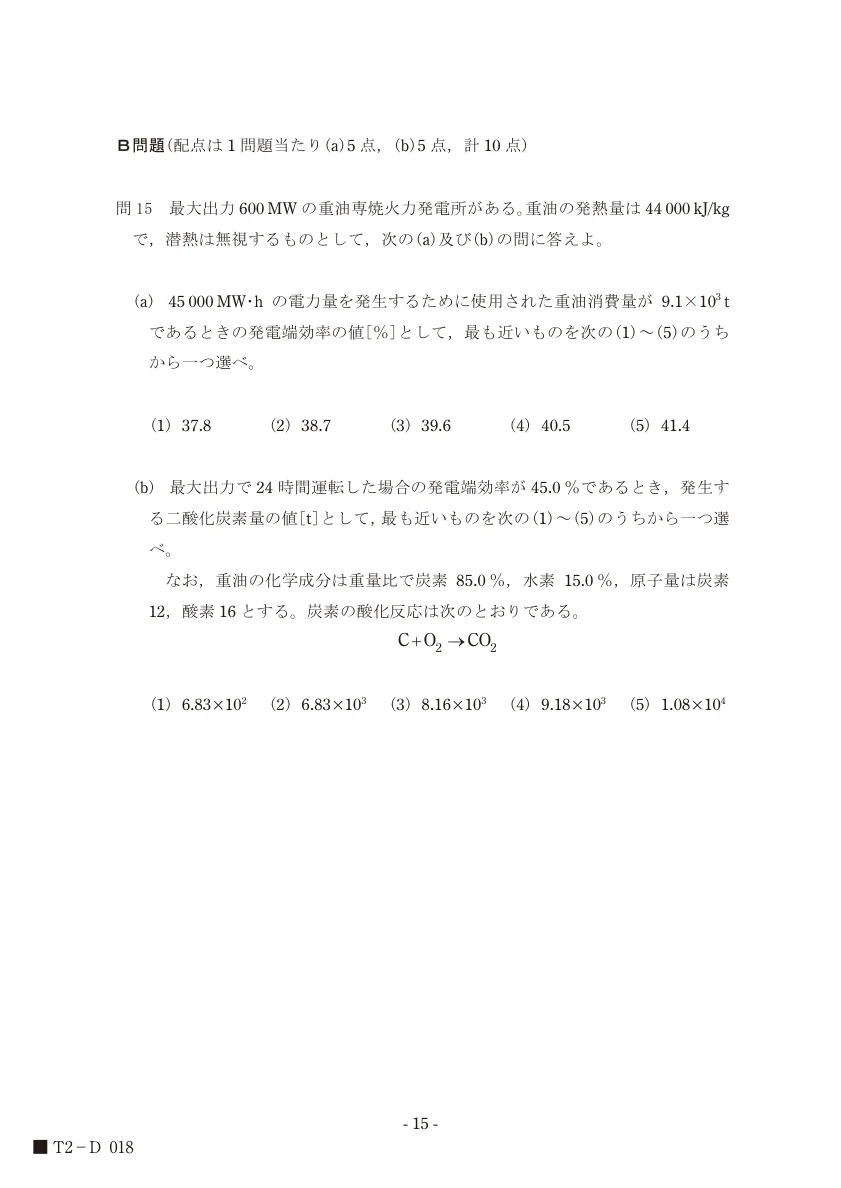 B問題(配点は1問題当たり(a)5点，(b)5点，計10点)
問15　最大出力600 MWの重油専焼火力発電所がある。重油の発熱量は44 000 kJ/kg
で，潜熱は無視するものとして，次の(a)及び(b)の問に答えよ。
(a)　45 000 MW・h の電力量を発生するために使用された重油消費量が 9.1×10³ t
であるときの発電端効率の値[％]として，最も近いものを次の(1)～(5)のうち
から一つ選べ。
(1) 37.8　(2) 38.7　(3) 39.6　(4) 40.5　(5) 41.4
(b)　最大出力で24時間運転した場合の発電端効率が45.0 ％であるとき，発生す
る二酸化炭素量の値[t]として，最も近いものを次の(1)～(5)のうちから一つ選
べ。
なお，重油の化学成分は重量比で炭素 85.0 ％，水素 15.0 ％，原子量は炭素
12，酸素16とする。炭素の酸化反応は次のとおりである。
C+O₂→CO₂
(1) 6.83×10²　(2) 6.83×10³　(3) 8.16×10³　(4) 9.18×10³　(5) 1.08×10⁴
- 15 -
■ T2－D 018